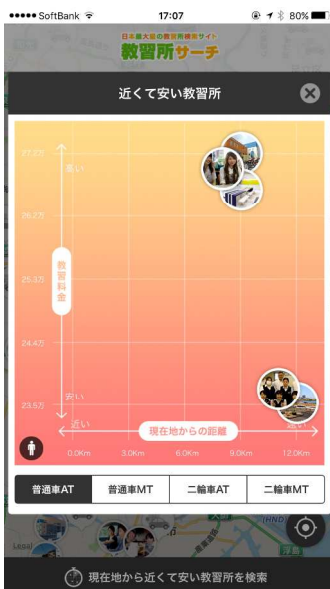 ●●●●● SoftBank 17:07 80%
日本最大級の教習所検索サイト
教習所サーチ
近くて安い教習所
27.2万
高い
26.2万
25.3万
教習料金
24.4万
23.5万
安い
近い
現在地からの距離
遠い
0.0Km 3.0Km 6.0Km 9.0Km 12.0Km
普通車AT 普通車MT 二輪車AT 二輪車MT
(HND)
Legal
浮島
現在地から近くて安い教習所を検索